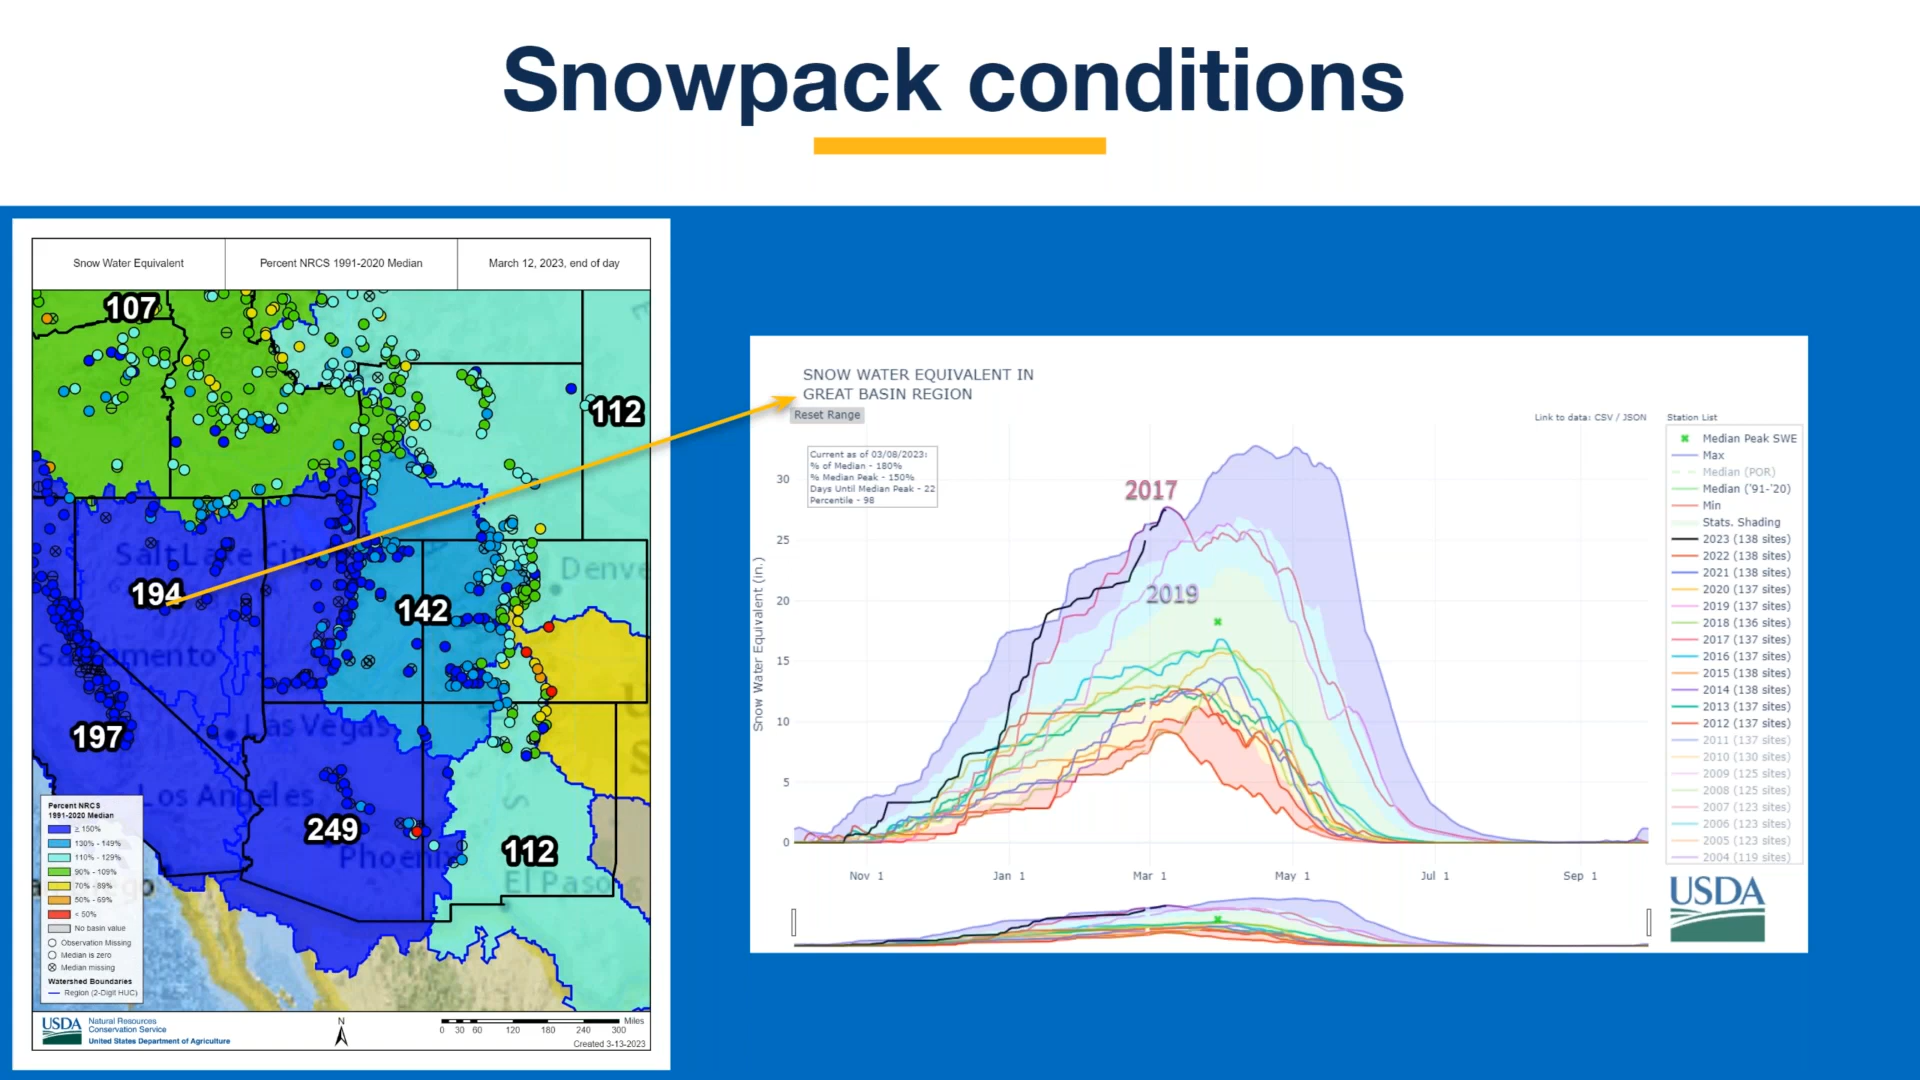 Snowpack conditions
Snow Water Equivalent
Percent NRCS 1991-2020 Median
March 12, 2023, end of day
107
112
Salt Lake City
194
Denve
142
Sacramento
197
Las Vegas
Los Angeles
249
Phoenix
112
El Paso
Percent NRCS
1991-2020 Median
≥ 150%
130% - 149%
110% - 129%
90% - 109%
70% - 89%
50% - 69%
< 50%
No basin value
Observation Missing
Median is zero
Median missing
Watershed Boundaries
Region (2-Digit HUC)
USDA
Natural Resources
Conservation Service
United States Department of Agriculture
N
Miles
0 30 60 120 180 240 300
Created 3-13-2023
SNOW WATER EQUIVALENT IN
GREAT BASIN REGION
Reset Range
Link to data: CSV / JSON
Station List
Current as of 03/08/2023:
% of Median - 180%
% Median Peak - 150%
Days Until Median Peak - 22
Percentile - 98
2017
2019
Snow Water Equivalent (in.)
30
25
20
15
10
5
0
Nov 1
Jan 1
Mar 1
May 1
Jul 1
Sep 1
Median Peak SWE
Max
Median (POR)
Median ('91-'20)
Min
Stats. Shading
2023 (138 sites)
2022 (138 sites)
2021 (138 sites)
2020 (137 sites)
2019 (137 sites)
2018 (136 sites)
2017 (137 sites)
2016 (137 sites)
2015 (138 sites)
2014 (138 sites)
2013 (137 sites)
2012 (137 sites)
2011 (137 sites)
2010 (130 sites)
2009 (125 sites)
2008 (125 sites)
2007 (123 sites)
2006 (123 sites)
2005 (123 sites)
2004 (119 sites)
USDA